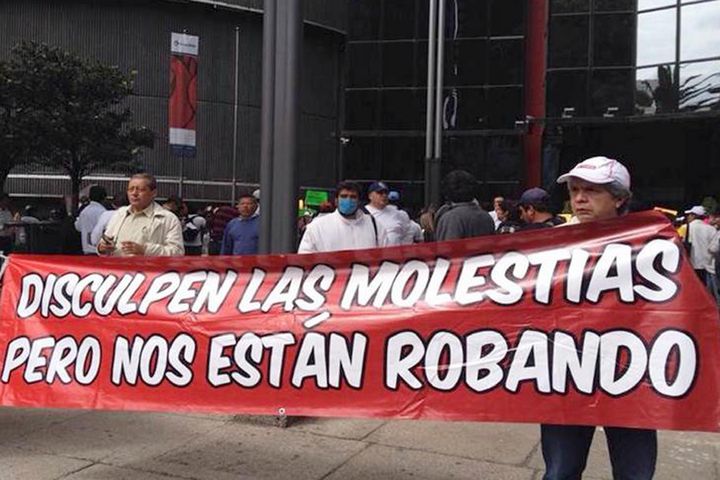 DISCULPEN LAS MOLESTIAS
PERO NOS ESTÁN ROBANDO